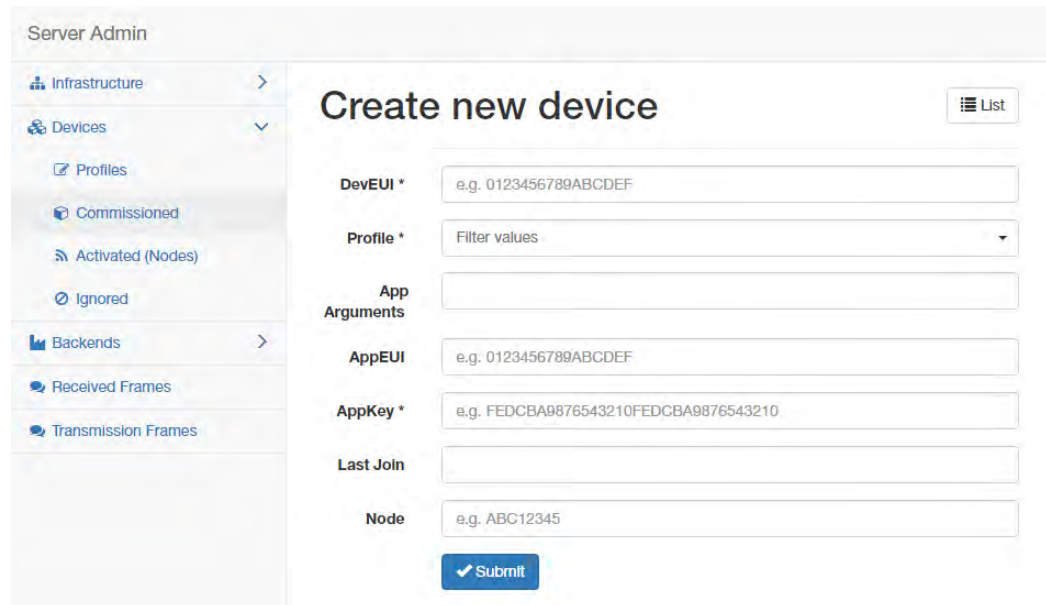 Server Admin
Infrastructure
Devices
Profiles
Commissioned
Activated (Nodes)
Ignored
Backends
Received Frames
Transmission Frames
Create new device
List
DevEUI *
e.g. 0123456789ABCDEF
Profile *
Filter values
App
Arguments
AppEUI
e.g. 0123456789ABCDEF
AppKey *
e.g. FEDCBA9876543210FEDCBA9876543210
Last Join
Node
e.g. ABC12345
Submit